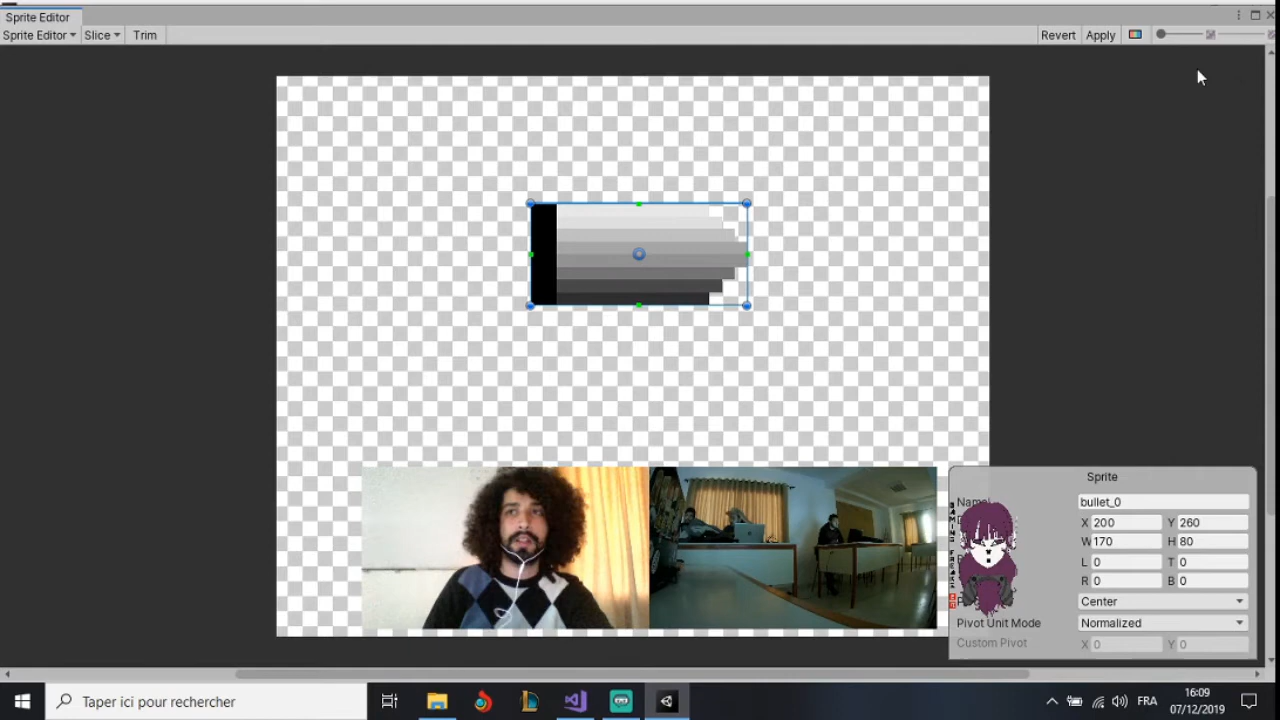 Sprite Editor
Sprite Editor Slice Trim Revert Apply
Sprite
Name bullet_0
X 200 Y 260
W 170 H 80
L 0 T 0
R 0 B 0
Center
Pivot Unit Mode Normalized
Custom Pivot X 0 Y 0
Taper ici pour rechercher
FRA
16:09
07/12/2019